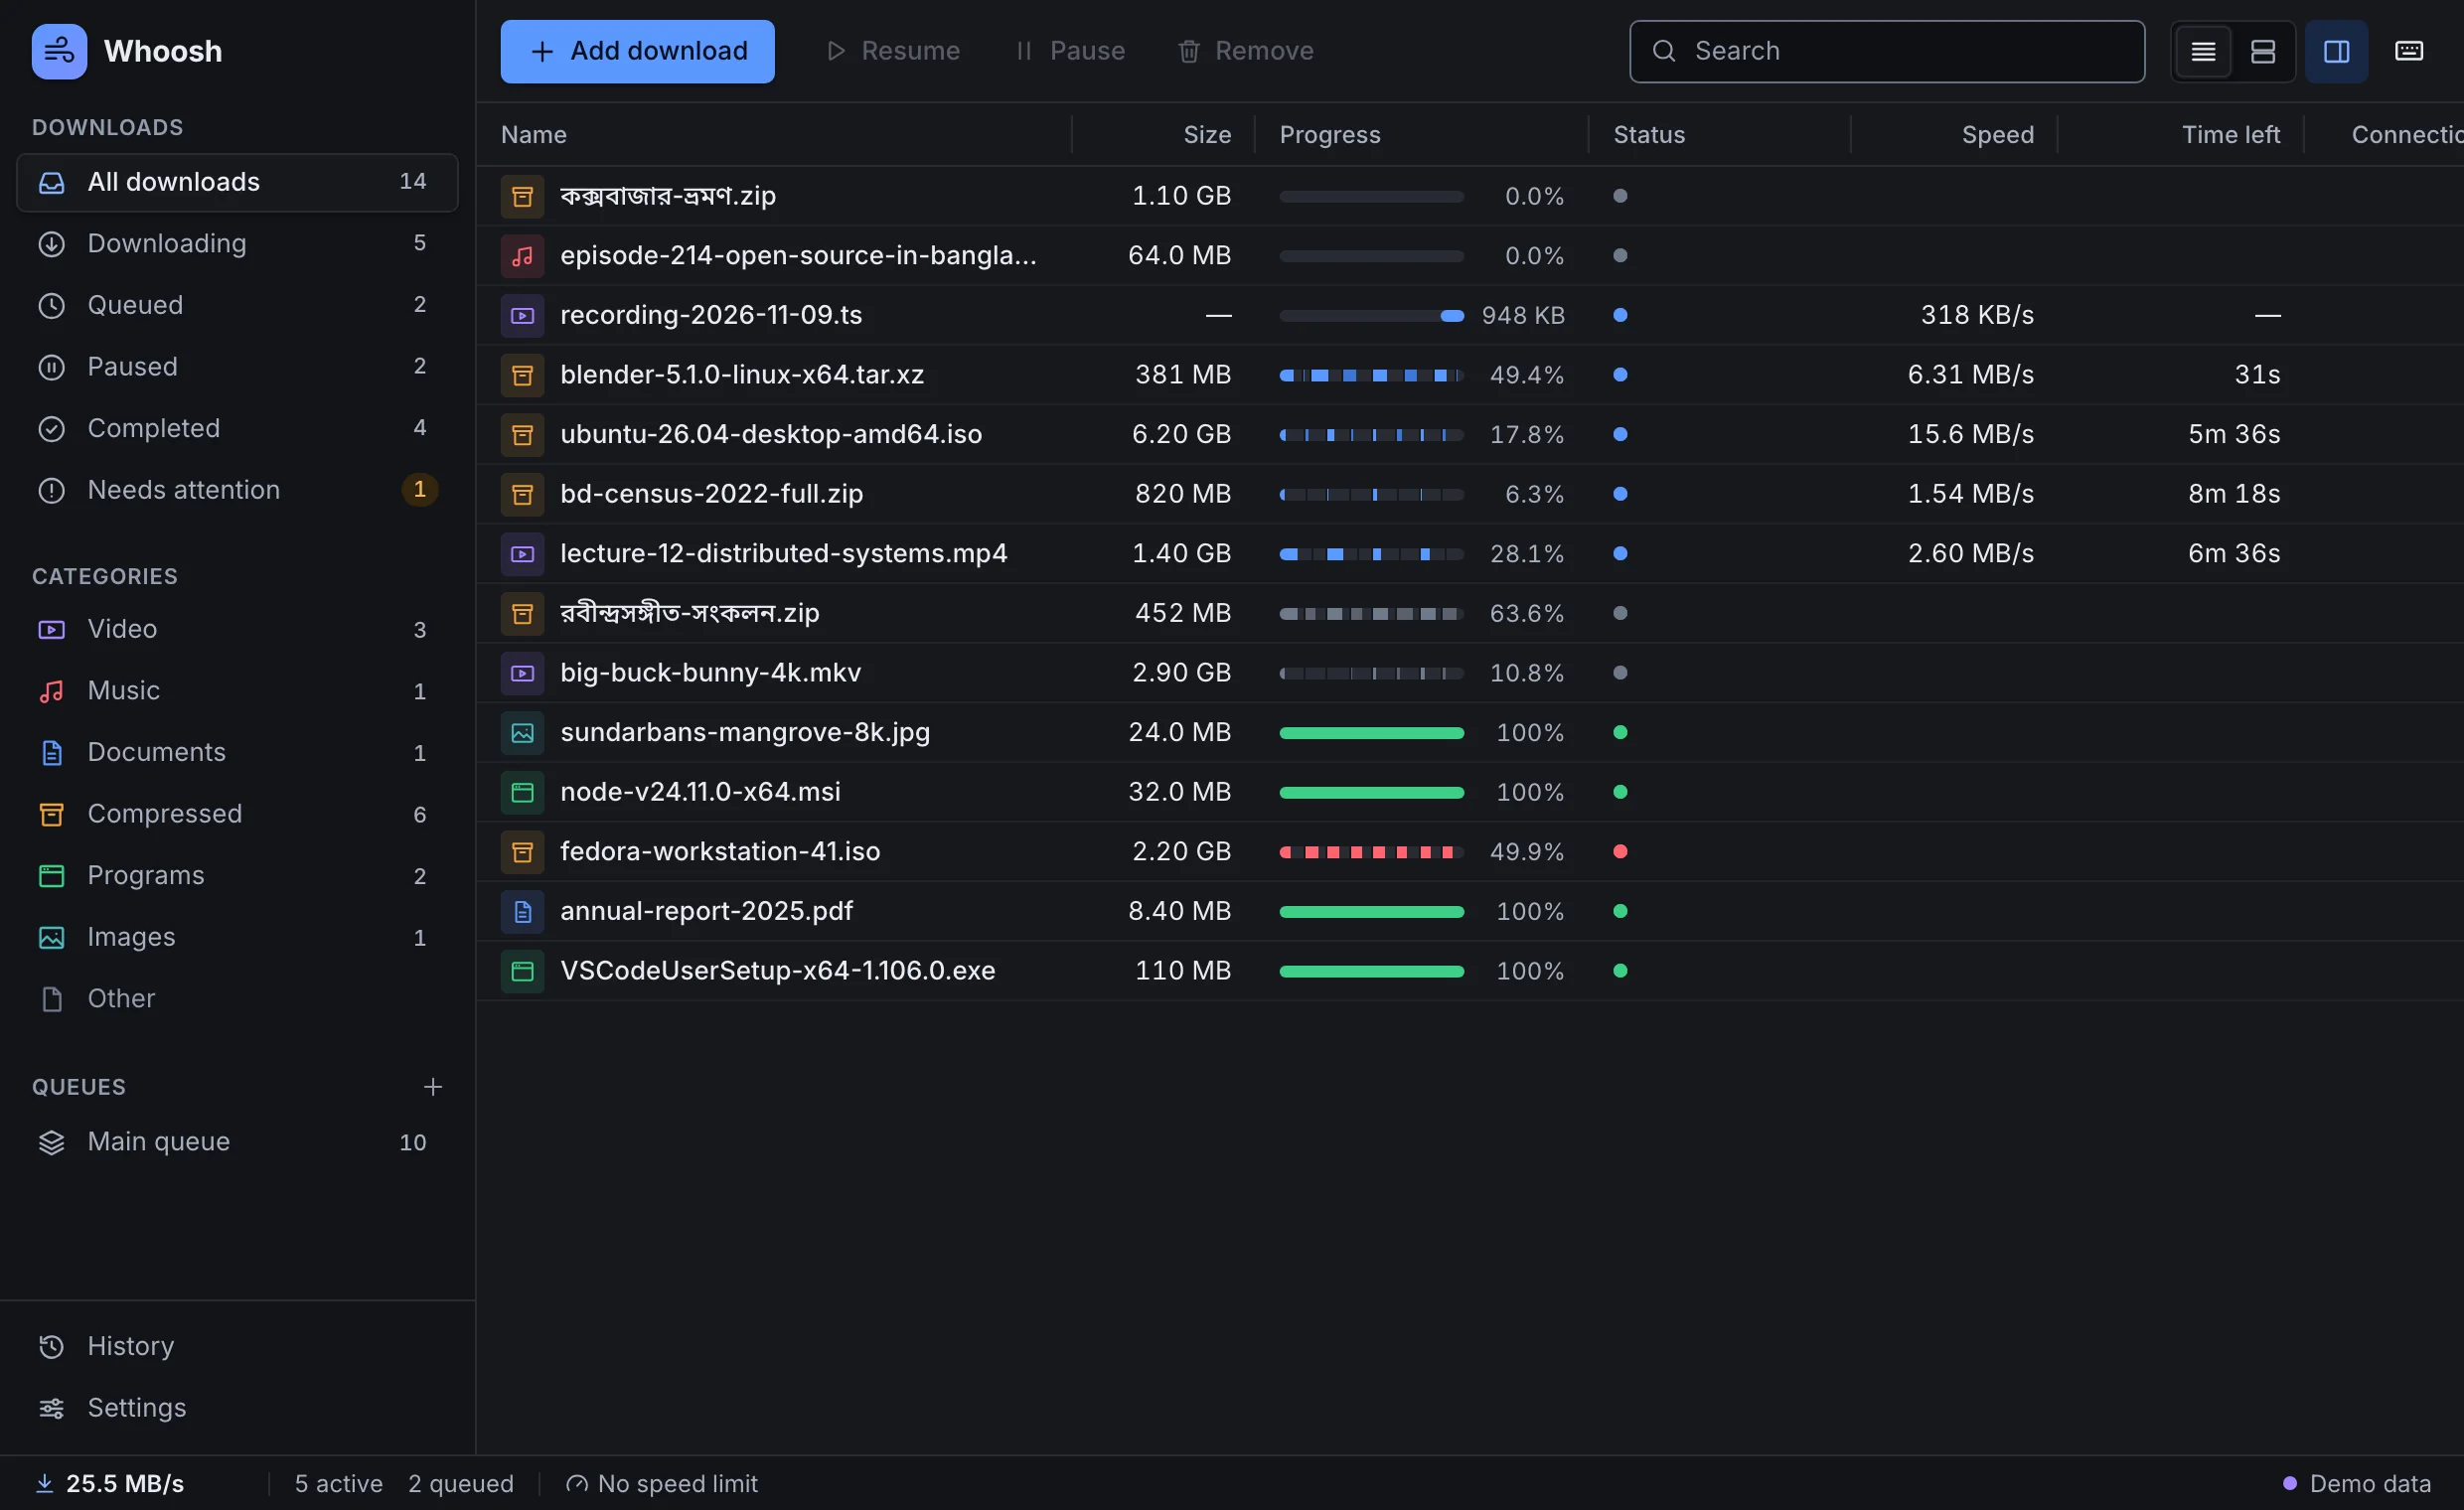 Whoosh
DOWNLOADS
All downloads 14
Downloading 5
Queued 2
Paused 2
Completed 4
Needs attention 1
CATEGORIES
Video 3
Music 1
Documents 1
Compressed 6
Programs 2
Images 1
Other
QUEUES
Main queue 10
History
Settings
Add download Resume Pause Remove Search
Name Size Progress Status Speed Time left Connectio
কক্সবাজার-ভ্রমণ.zip 1.10 GB 0.0%
episode-214-open-source-in-bangla... 64.0 MB 0.0%
recording-2026-11-09.ts — 948 KB 318 KB/s —
blender-5.1.0-linux-x64.tar.xz 381 MB 49.4% 6.31 MB/s 31s
ubuntu-26.04-desktop-amd64.iso 6.20 GB 17.8% 15.6 MB/s 5m 36s
bd-census-2022-full.zip 820 MB 6.3% 1.54 MB/s 8m 18s
lecture-12-distributed-systems.mp4 1.40 GB 28.1% 2.60 MB/s 6m 36s
রবীন্দ্রসঙ্গীত-সংকলন.zip 452 MB 63.6%
big-buck-bunny-4k.mkv 2.90 GB 10.8%
sundarbans-mangrove-8k.jpg 24.0 MB 100%
node-v24.11.0-x64.msi 32.0 MB 100%
fedora-workstation-41.iso 2.20 GB 49.9%
annual-report-2025.pdf 8.40 MB 100%
VSCodeUserSetup-x64-1.106.0.exe 110 MB 100%
25.5 MB/s 5 active 2 queued No speed limit Demo data